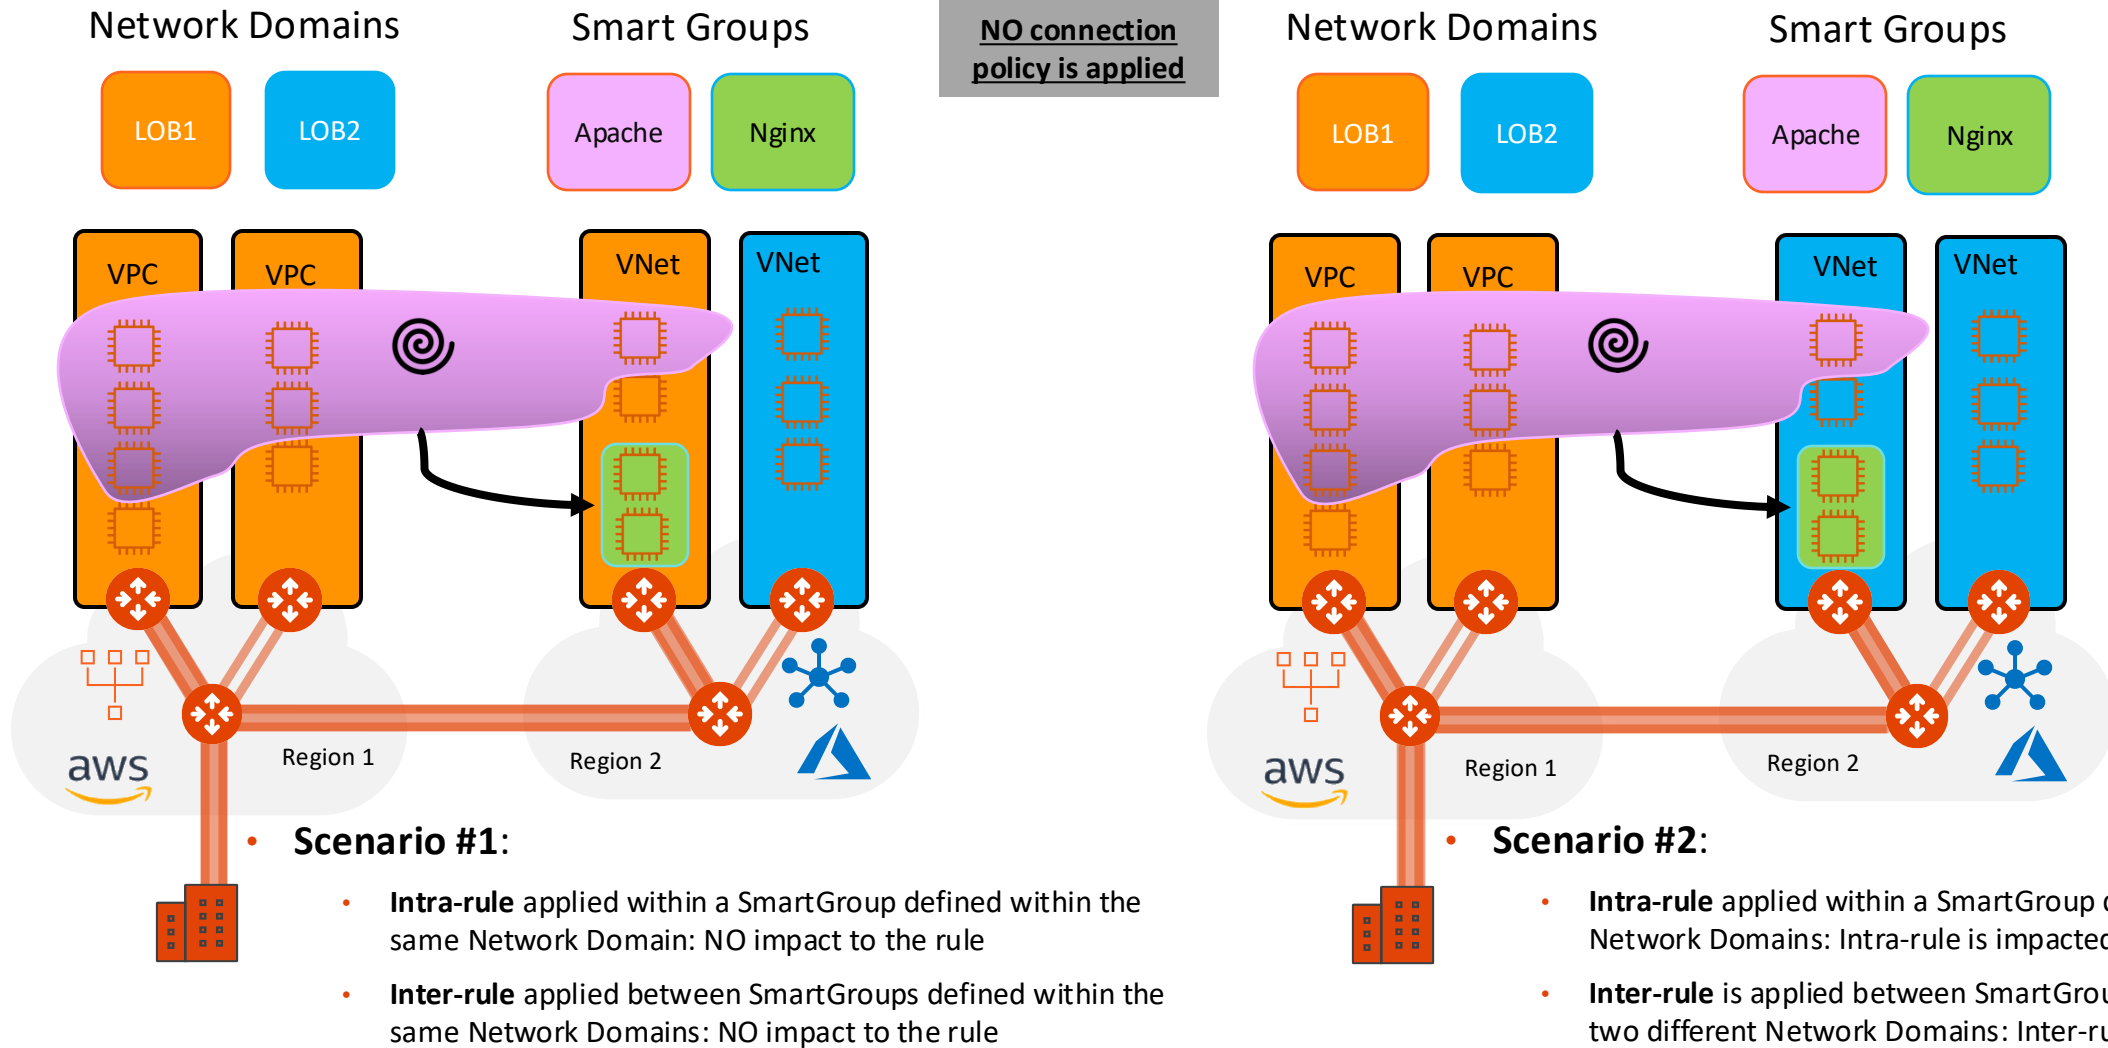 Network Domains
Smart Groups
LOB1
LOB2
Apache
Nginx
VPC
VPC
VNet
VNet
aws
Region 1
Region 2
• Scenario #1:
• Intra-rule applied within a SmartGroup defined within the
same Network Domain: NO impact to the rule
• Inter-rule applied between SmartGroups defined within the
same Network Domains: NO impact to the rule
NO connection
policy is applied
Network Domains
Smart Groups
LOB1
LOB2
Apache
Nginx
VPC
VPC
VNet
VNet
aws
Region 1
Region 2
• Scenario #2:
• Intra-rule applied within a SmartGroup
Network Domains: Intra-rule is impacted
• Inter-rule is applied between
two different Network Domains: